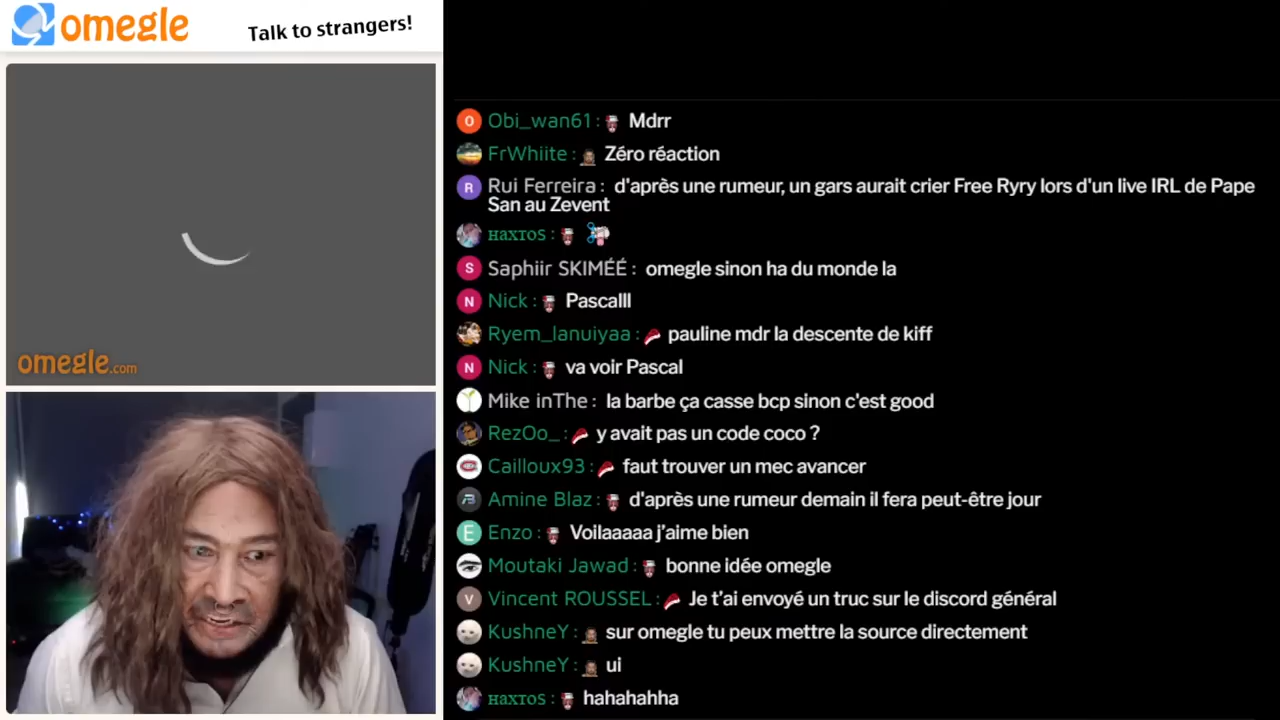 omegle
Talk to strangers!
omegle.com
O Obi_wan61 : Mdrr
FrWhiite : Zéro réaction
R Rui Ferreira : d'après une rumeur, un gars aurait crier Free Ryry lors d'un live IRL de Pape
San au Zevent
нαxтoѕ :
S Saphiir SKIMÉÉ : omegle sinon ha du monde la
N Nick : Pascalll
Ryem_lanuiyaa : pauline mdr la descente de kiff
N Nick : va voir Pascal
Mike inThe : la barbe ça casse bcp sinon c'est good
RezOo_ : y avait pas un code coco ?
Cailloux93 : faut trouver un mec avancer
Amine Blaz : d'après une rumeur demain il fera peut-être jour
E Enzo : Voilaaaaa j’aime bien
Moutaki Jawad : bonne idée omegle
V Vincent ROUSSEL : Je t’ai envoyé un truc sur le discord général
KushneY : sur omegle tu peux mettre la source directement
KushneY : ui
нαxтoѕ : hahahahha